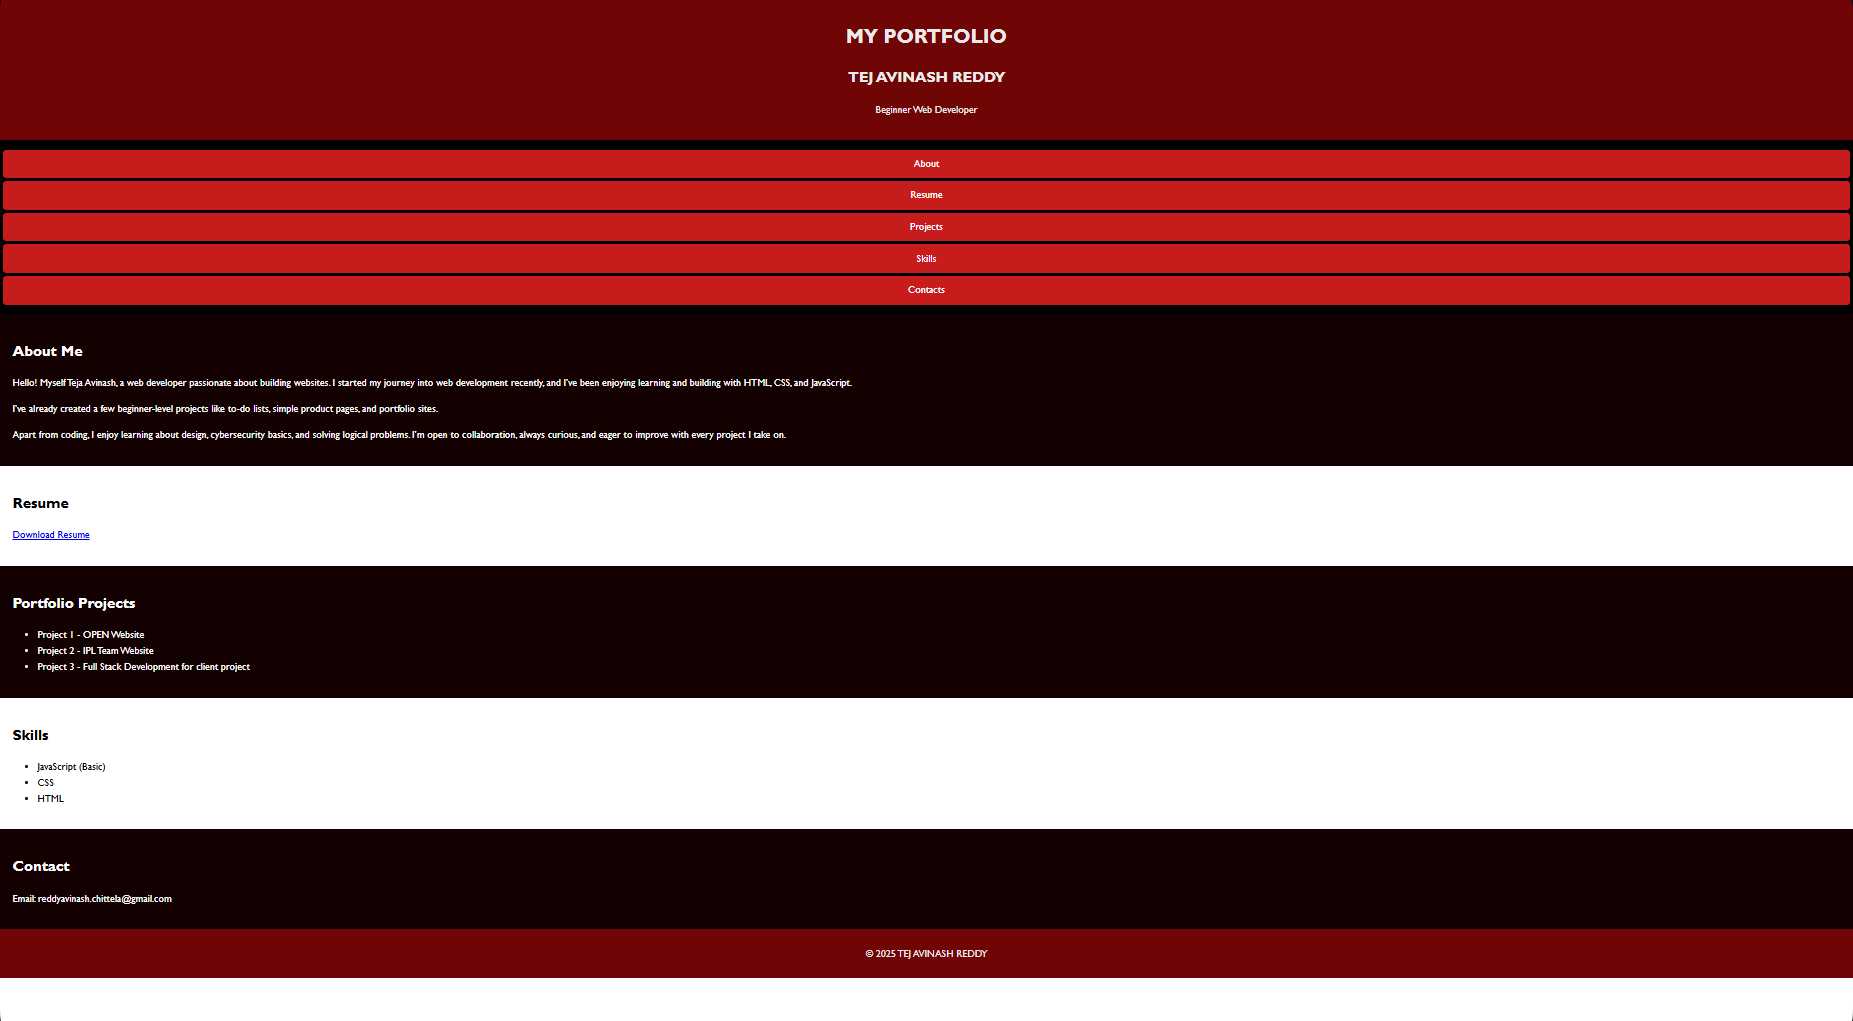 MY PORTFOLIO
TEJ AVINASH REDDY
Beginner Web Developer
About
Resume
Projects
Skills
Contacts
About Me
Hello! Myself Teja Avinash, a web developer passionate about building websites. I started my journey into web development recently, and I've been enjoying learning and building with HTML, CSS, and JavaScript.
I've already created a few beginner-level projects like to-do lists, simple product pages, and portfolio sites.
Apart from coding, I enjoy learning about design, cybersecurity basics, and solving logical problems. I'm open to collaboration, always curious, and eager to improve with every project I take on.
Resume
Download Resume
Portfolio Projects
• Project 1 - OPEN Website
• Project 2 - IPL Team Website
• Project 3 - Full Stack Development for client project
Skills
• JavaScript (Basic)
• CSS
• HTML
Contact
Email: reddyavinash.chittela@gmail.com
© 2025 TEJ AVINASH REDDY